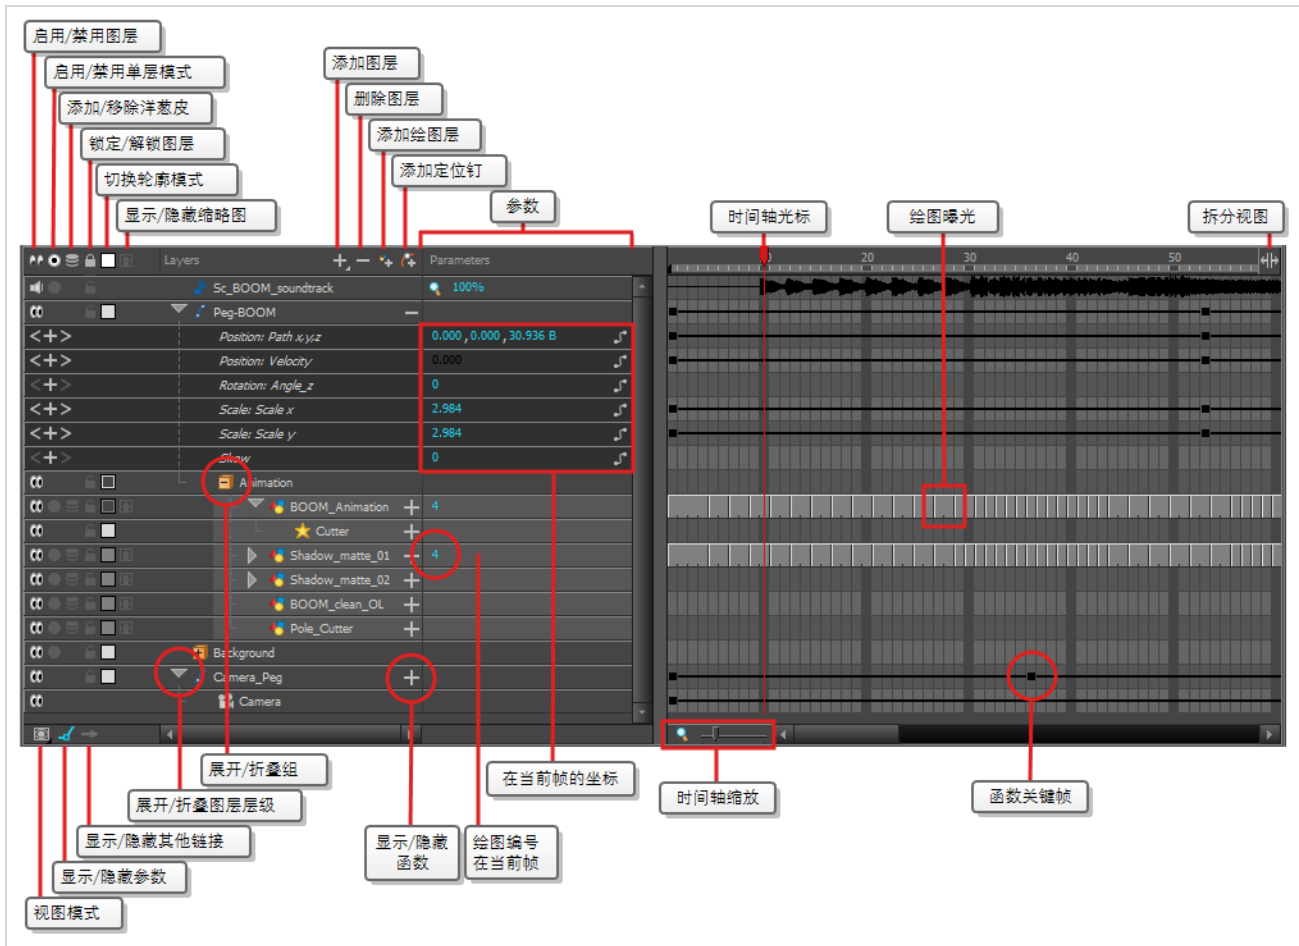 启用/禁用图层
启用/禁用单层模式
添加/移除洋葱皮
锁定/解锁图层
切换轮廓模式
显示/隐藏缩略图
添加图层
删除图层
添加绘图层
添加定位钉
参数
时间轴光标
绘图曝光
拆分视图
Layers
Parameters
20
30
40
50
Sc_BOOM_soundtrack
100%
Peg-BOOM
Position: Path x,y,z
0.000 , 0.000 , 30.936 B
Position: Velocity
0.000
Rotation: Angle_z
0
Scale: Scale x
2.984
Scale: Scale y
2.984
Skew
0
Animation
BOOM_Animation
4
Cutter
Shadow_matte_01
4
Shadow_matte_02
BOOM_clean_OL
Pole_Cutter
Background
Camera_Peg
Camera
展开/折叠组
展开/折叠图层层级
显示/隐藏其他链接
显示/隐藏参数
视图模式
显示/隐藏
函数
绘图编号
在当前帧
在当前帧的坐标
时间轴缩放
函数关键帧